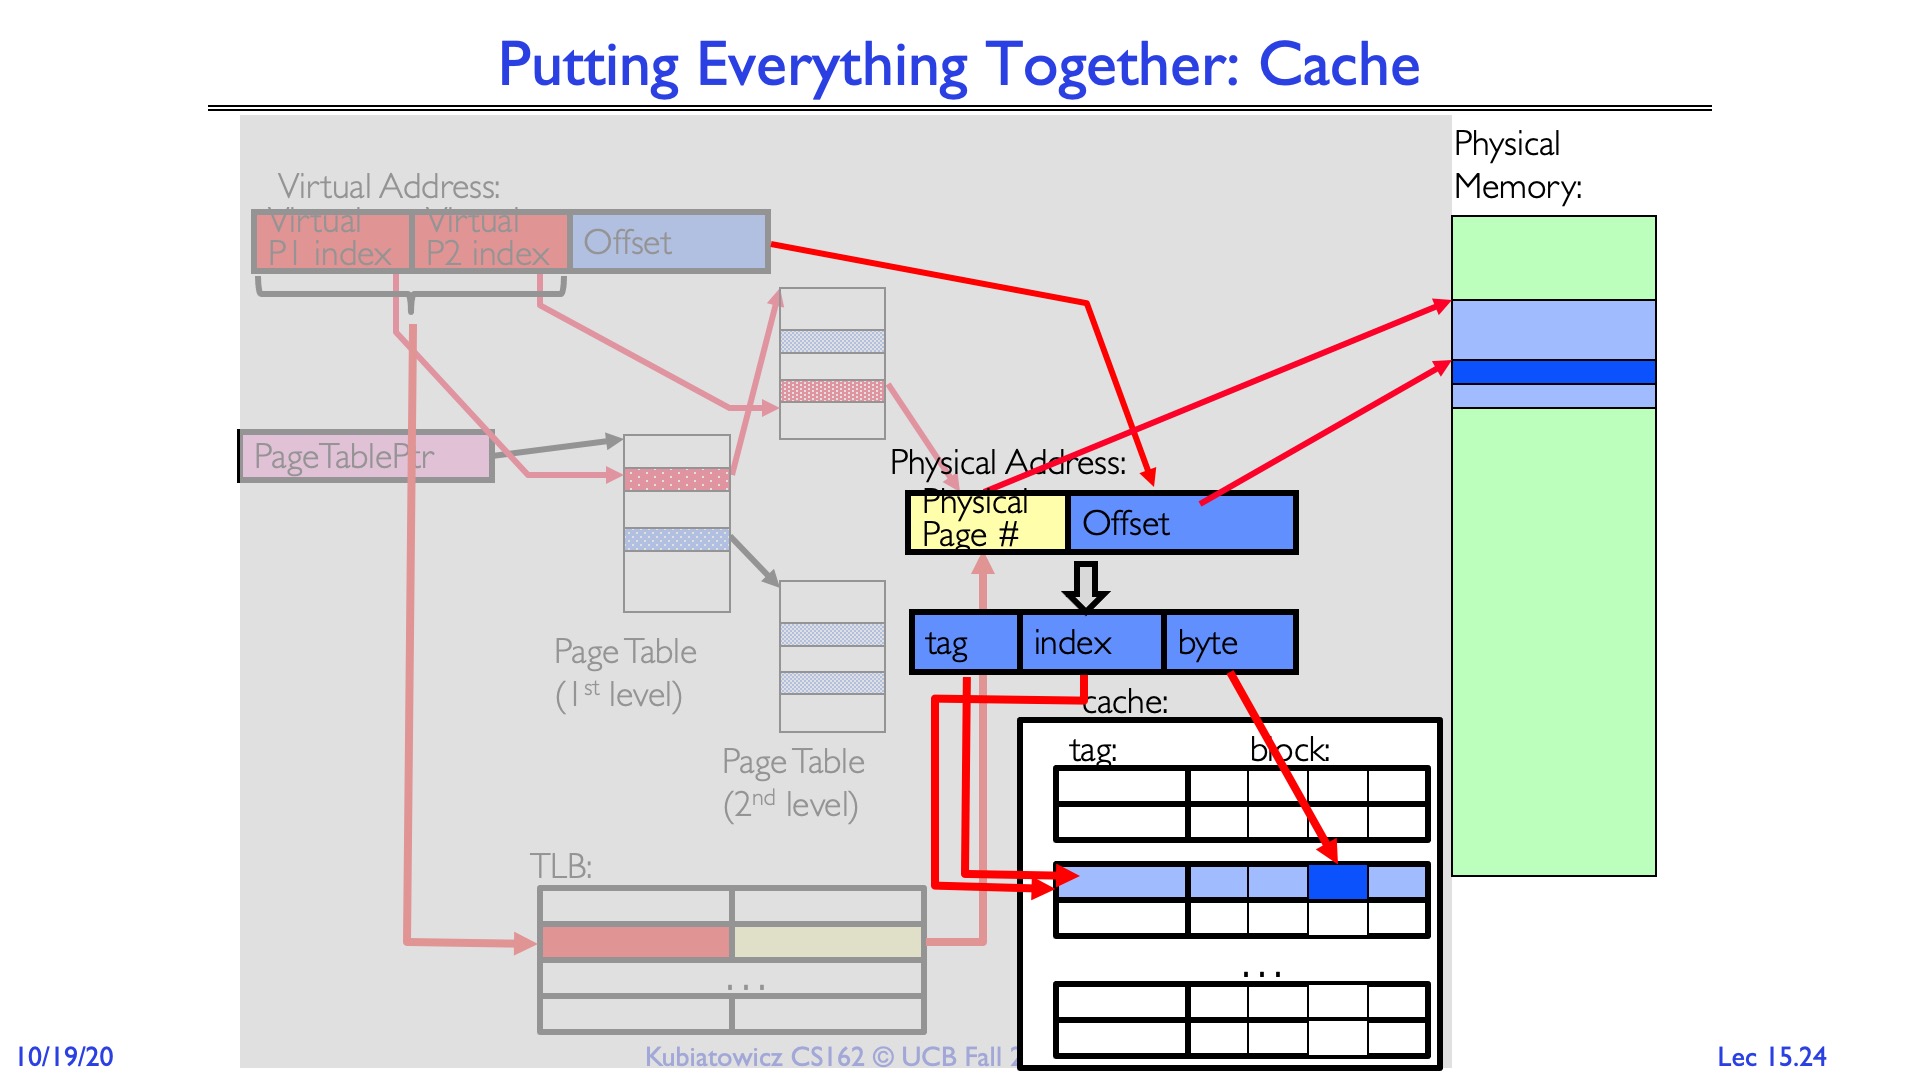 Putting Everything Together: Cache
Physical
Memory:
Virtual Address:
Virtual
P1 index
Virtual
P2 index
Offset
PageTablePtr
Physical Address:
Physical
Page #
Offset
tag
index
byte
Page Table
(1st level)
cache:
tag:
block:
Page Table
(2nd level)
TLB:
...
...
10/19/20
Kubiatowicz CS162 © UCB Fall
Lec 15.24